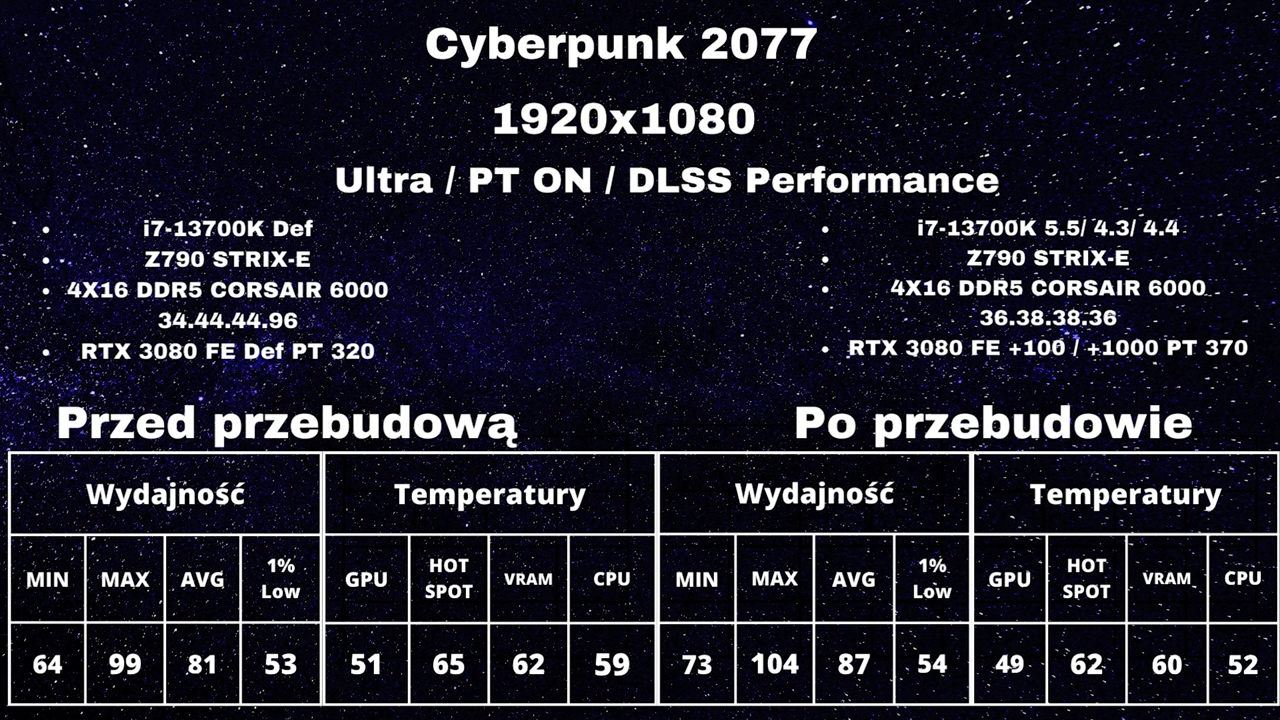 Cyberpunk 2077
1920x1080
Ultra / PT ON / DLSS Performance
i7-13700K Def
Z790 STRIX-E
4X16 DDR5 CORSAIR 6000
34.44.44.96
RTX 3080 FE Def PT 320
i7-13700K 5.5/ 4.3/ 4.4
Z790 STRIX-E
4X16 DDR5 CORSAIR 6000
36.38.38.36
RTX 3080 FE +100 / +1000 PT 370
Przed przebudową
Po przebudowie
Wydajność Temperatury Wydajność Temperatury
MIN MAX AVG 1% Low GPU HOT SPOT VRAM CPU MIN MAX AVG 1% Low GPU HOT SPOT VRAM CPU
64 99 81 53 51 65 62 59 73 104 87 54 49 62 60 52